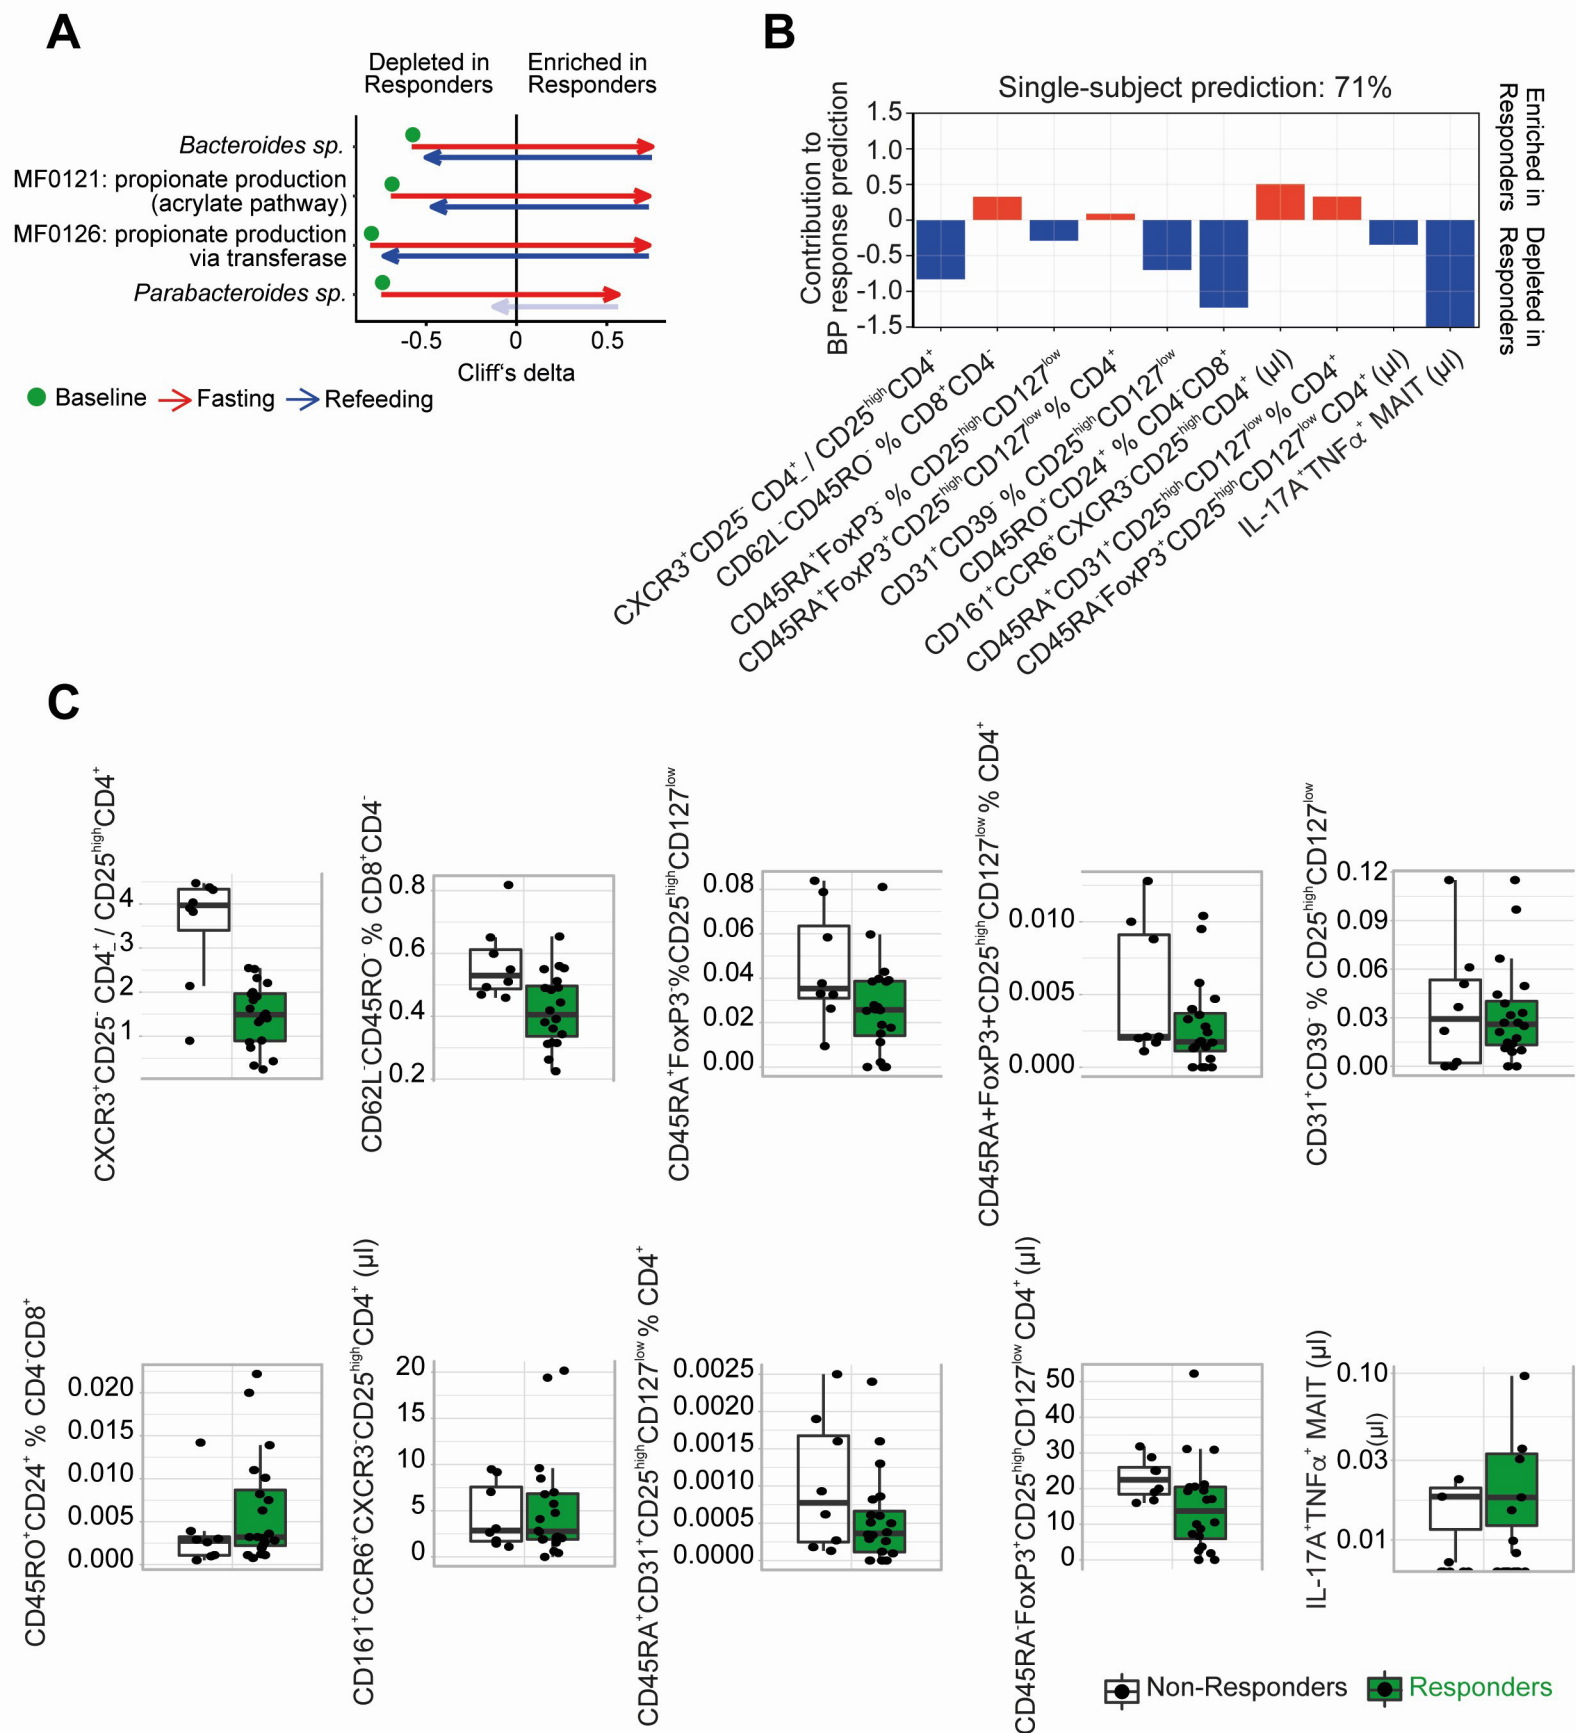 A
Depleted in
Responders
Enriched in
Responders
Bacteroides sp.
MF0121: propionate production
(acrylate pathway)
MF0126: propionate production
via transferase
Parabacteroides sp.
-0.5
0
0.5
Cliff's delta
Baseline
Fasting
Refeeding
B
Single-subject prediction: 71%
Contribution to
BP response prediction
1.5
1.0
0.5
0
-0.5
-1.0
-1.5
Enriched in
Responders
Depleted in
Responders
CXCR3⁺CD25⁻ CD4⁺ / CD25ʰⁱᵍʰCD4⁺
CD62L⁻CD45RO⁻ % CD8⁺CD4⁻
CD45RA⁺FoxP3⁻ % CD25ʰⁱᵍʰCD127ˡᵒʷ
CD45RA⁺FoxP3⁺CD25ʰⁱᵍʰCD127ˡᵒʷ % CD4⁺
CD31⁺CD39⁻ % CD25ʰⁱᵍʰCD127ˡᵒʷ
CD45RO⁺CD24⁺ % CD4⁻CD8⁺
CD161⁺CCR6⁺CXCR3⁻CD25ʰⁱᵍʰCD4⁺ (µl)
CD45RA⁺CD31⁺CD25ʰⁱᵍʰCD127ˡᵒʷ % CD4⁺
CD45RA⁻FoxP3⁺CD25ʰⁱᵍʰCD127ˡᵒʷ CD4⁺ (µl)
IL-17A⁺TNFα⁺ MAIT (µl)
C
CXCR3⁺CD25⁻ CD4⁺ / CD25ʰⁱᵍʰCD4⁺
4
3
2
1
CD62L⁻CD45RO⁻ % CD8⁺CD4⁻
0.8
0.6
0.4
0.2
CD45RA⁺FoxP3⁻%CD25ʰⁱᵍʰCD127ˡᵒʷ
0.08
0.06
0.04
0.02
0.00
CD45RA+FoxP3+CD25ʰⁱᵍʰCD127ˡᵒʷ % CD4⁺
0.010
0.005
0.000
CD31⁺CD39⁻ % CD25ʰⁱᵍʰCD127ˡᵒʷ
0.12
0.09
0.06
0.03
0.00
CD45RO⁺CD24⁺ % CD4⁻CD8⁺
0.020
0.015
0.010
0.005
0.000
CD161⁺CCR6⁺CXCR3⁻CD25ʰⁱᵍʰCD4⁺ (µl)
20
15
10
5
0
CD45RA⁺CD31⁺CD25ʰⁱᵍʰCD127ˡᵒʷ % CD4⁺
0.0025
0.0020
0.0015
0.0010
0.0005
0.0000
CD45RA⁻FoxP3⁺CD25ʰⁱᵍʰCD127ˡᵒʷ CD4⁺ (µl)
50
40
30
20
10
0
IL-17A⁺TNFα⁺ MAIT (µl)
(µl)
0.10
0.03
0.01
Non-Responders
Responders